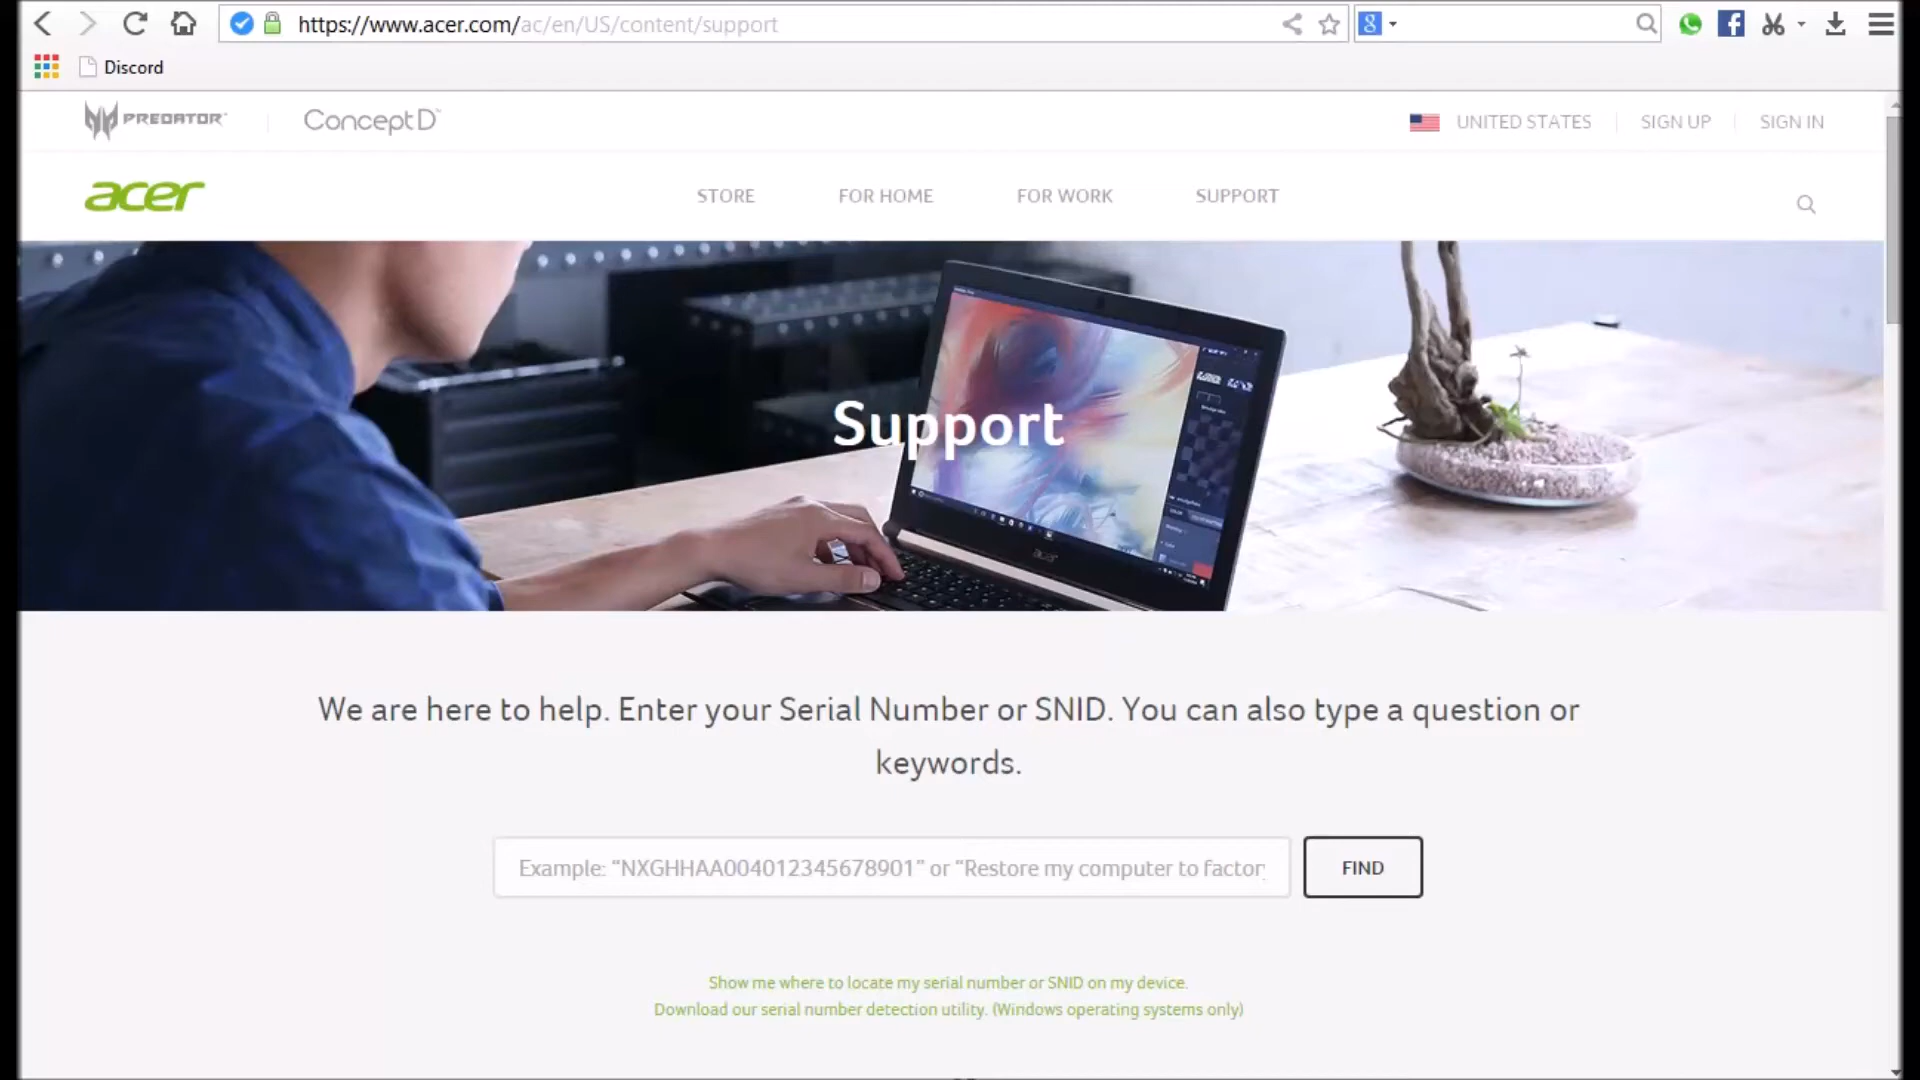 https://www.acer.com/ac/en/US/content/support
Discord
PREDATOR
ConceptD™
UNITED STATES
SIGN UP
SIGN IN
acer
STORE
FOR HOME
FOR WORK
SUPPORT
Support
acer
We are here to help. Enter your Serial Number or SNID. You can also type a question or
keywords.
Example: “NXGHHAA004012345678901” or “Restore my computer to factor
FIND
Show me where to locate my serial number or SNID on my device.
Download our serial number detection utility. (Windows operating systems only)